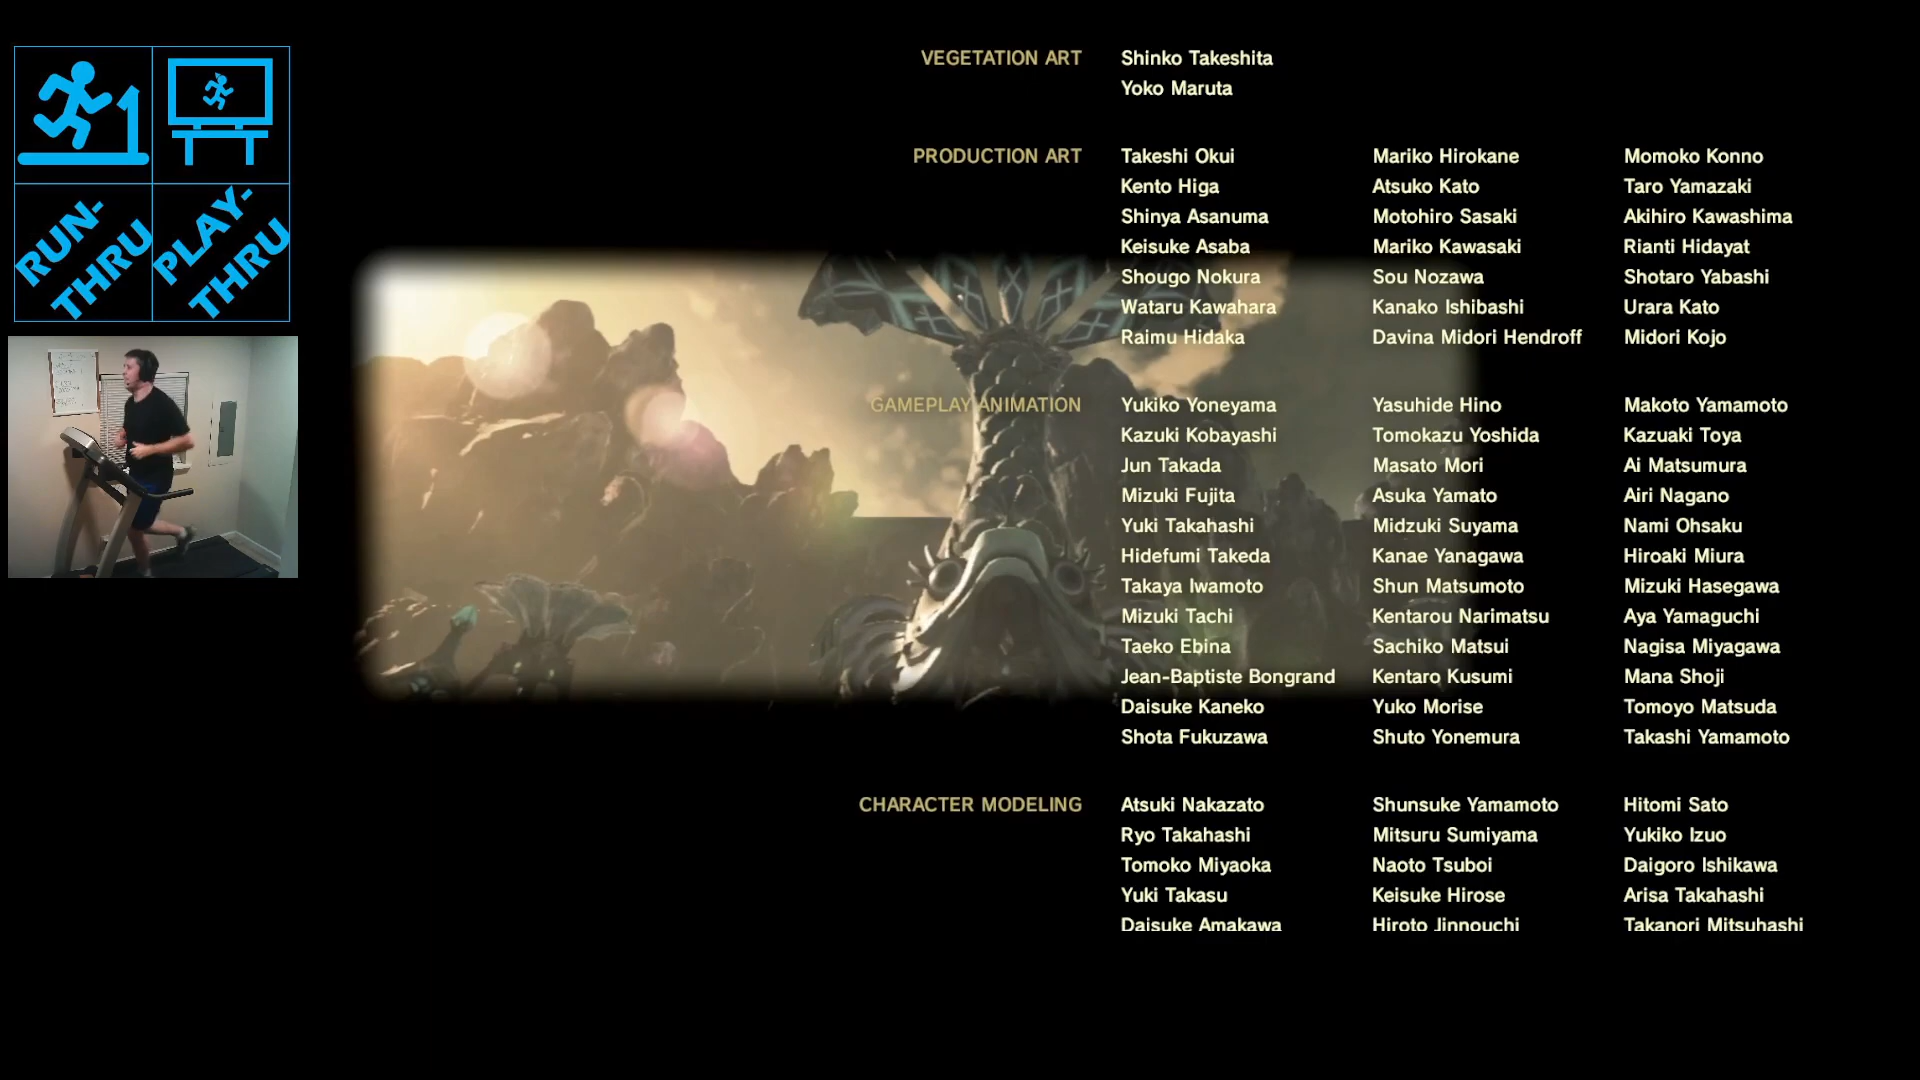 RUN-
THRU
PLAY-
THRU
VEGETATION ART Shinko Takeshita
Yoko Maruta
PRODUCTION ART Takeshi Okui Mariko Hirokane Momoko Konno
Kento Higa Atsuko Kato Taro Yamazaki
Shinya Asanuma Motohiro Sasaki Akihiro Kawashima
Keisuke Asaba Mariko Kawasaki Rianti Hidayat
Shougo Nokura Sou Nozawa Shotaro Yabashi
Wataru Kawahara Kanako Ishibashi Urara Kato
Raimu Hidaka Davina Midori Hendroff Midori Kojo
GAMEPLAY ANIMATION Yukiko Yoneyama Yasuhide Hino Makoto Yamamoto
Kazuki Kobayashi Tomokazu Yoshida Kazuaki Toya
Jun Takada Masato Mori Ai Matsumura
Mizuki Fujita Asuka Yamato Airi Nagano
Yuki Takahashi Midzuki Suyama Nami Ohsaku
Hidefumi Takeda Kanae Yanagawa Hiroaki Miura
Takaya Iwamoto Shun Matsumoto Mizuki Hasegawa
Mizuki Tachi Kentarou Narimatsu Aya Yamaguchi
Taeko Ebina Sachiko Matsui Nagisa Miyagawa
Jean-Baptiste Bongrand Kentaro Kusumi Mana Shoji
Daisuke Kaneko Yuko Morise Tomoyo Matsuda
Shota Fukuzawa Shuto Yonemura Takashi Yamamoto
CHARACTER MODELING Atsuki Nakazato Shunsuke Yamamoto Hitomi Sato
Ryo Takahashi Mitsuru Sumiyama Yukiko Izuo
Tomoko Miyaoka Naoto Tsuboi Daigoro Ishikawa
Yuki Takasu Keisuke Hirose Arisa Takahashi
Daisuke Amakawa Hiroto Jinnouchi Takanori Mitsuhashi